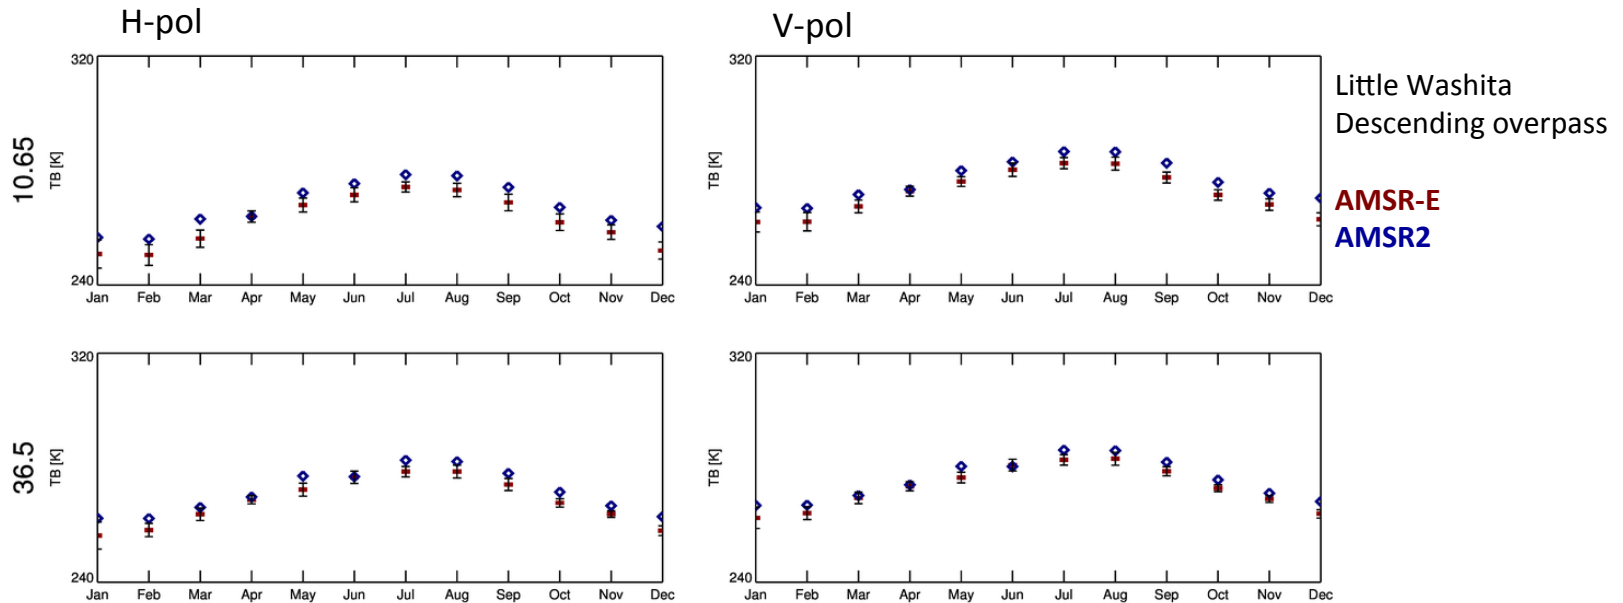 H-pol
V-pol
10.65
TB [K]
320
240
Jan Feb Mar Apr May Jun Jul Aug Sep Oct Nov Dec
TB [K]
320
240
Jan Feb Mar Apr May Jun Jul Aug Sep Oct Nov Dec
Little Washita
Descending overpass
AMSR-E
AMSR2
36.5
TB [K]
320
240
Jan Feb Mar Apr May Jun Jul Aug Sep Oct Nov Dec
TB [K]
320
240
Jan Feb Mar Apr May Jun Jul Aug Sep Oct Nov Dec